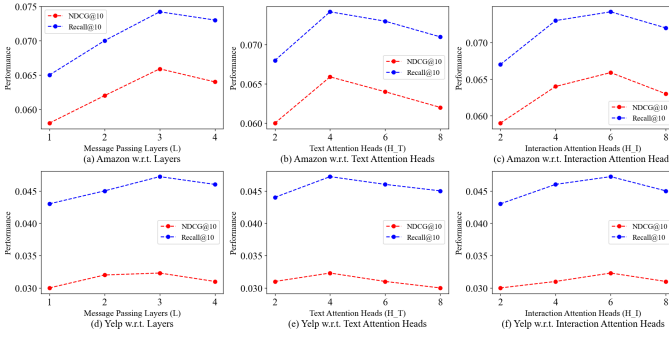 0.075
0.070
0.065
0.060
Performance
NDCG@10
Recall@10
1 2 3 4
Message Passing Layers (L)
(a) Amazon w.r.t. Layers
0.070
0.065
0.060
Performance
NDCG@10
Recall@10
2 4 6 8
Text Attention Heads (H_T)
(b) Amazon w.r.t. Text Attention Heads
0.070
0.065
0.060
Performance
NDCG@10
Recall@10
2 4 6 8
Interaction Attention Heads (H_I)
(c) Amazon w.r.t. Interaction Attention Heads
0.045
0.040
0.035
0.030
Performance
NDCG@10
Recall@10
1 2 3 4
Message Passing Layers (L)
(d) Yelp w.r.t. Layers
0.045
0.040
0.035
0.030
Performance
NDCG@10
Recall@10
2 4 6 8
Text Attention Heads (H_T)
(e) Yelp w.r.t. Text Attention Heads
0.045
0.040
0.035
0.030
Performance
NDCG@10
Recall@10
2 4 6 8
Interaction Attention Heads (H_I)
(f) Yelp w.r.t. Interaction Attention Heads